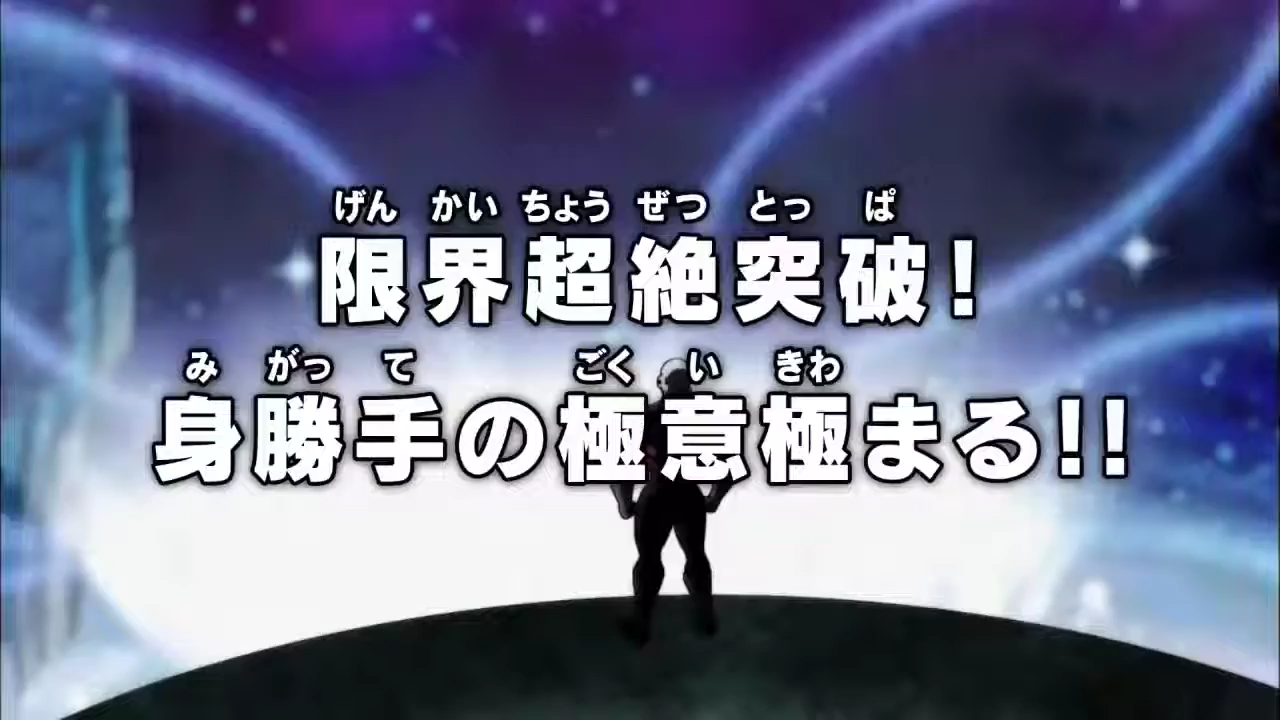 げん かい ちょう ぜつ とっ ぱ
限界超絶突破!
み がっ て ごく い きわ
身勝手の極意極まる!!